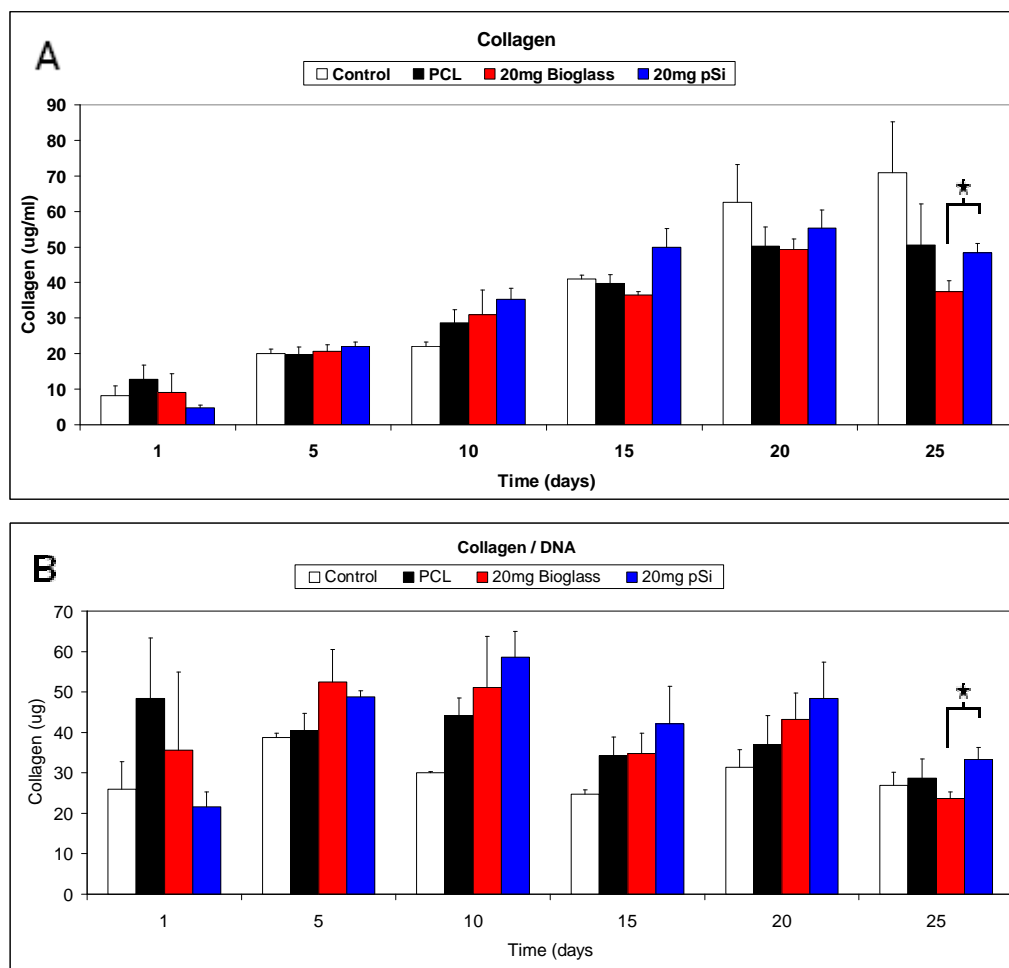 A
Collagen
Control PCL 20mg Bioglass 20mg pSi
90
80
70
60
50
40
30
20
10
0
Collagen (ug/ml)
1 5 10 15 20 25
Time (days)
B
Collagen / DNA
Control PCL 20mg Bioglass 20mg pSi
70
60
50
40
30
20
10
0
Collagen (ug)
1 5 10 15 20 25
Time (days